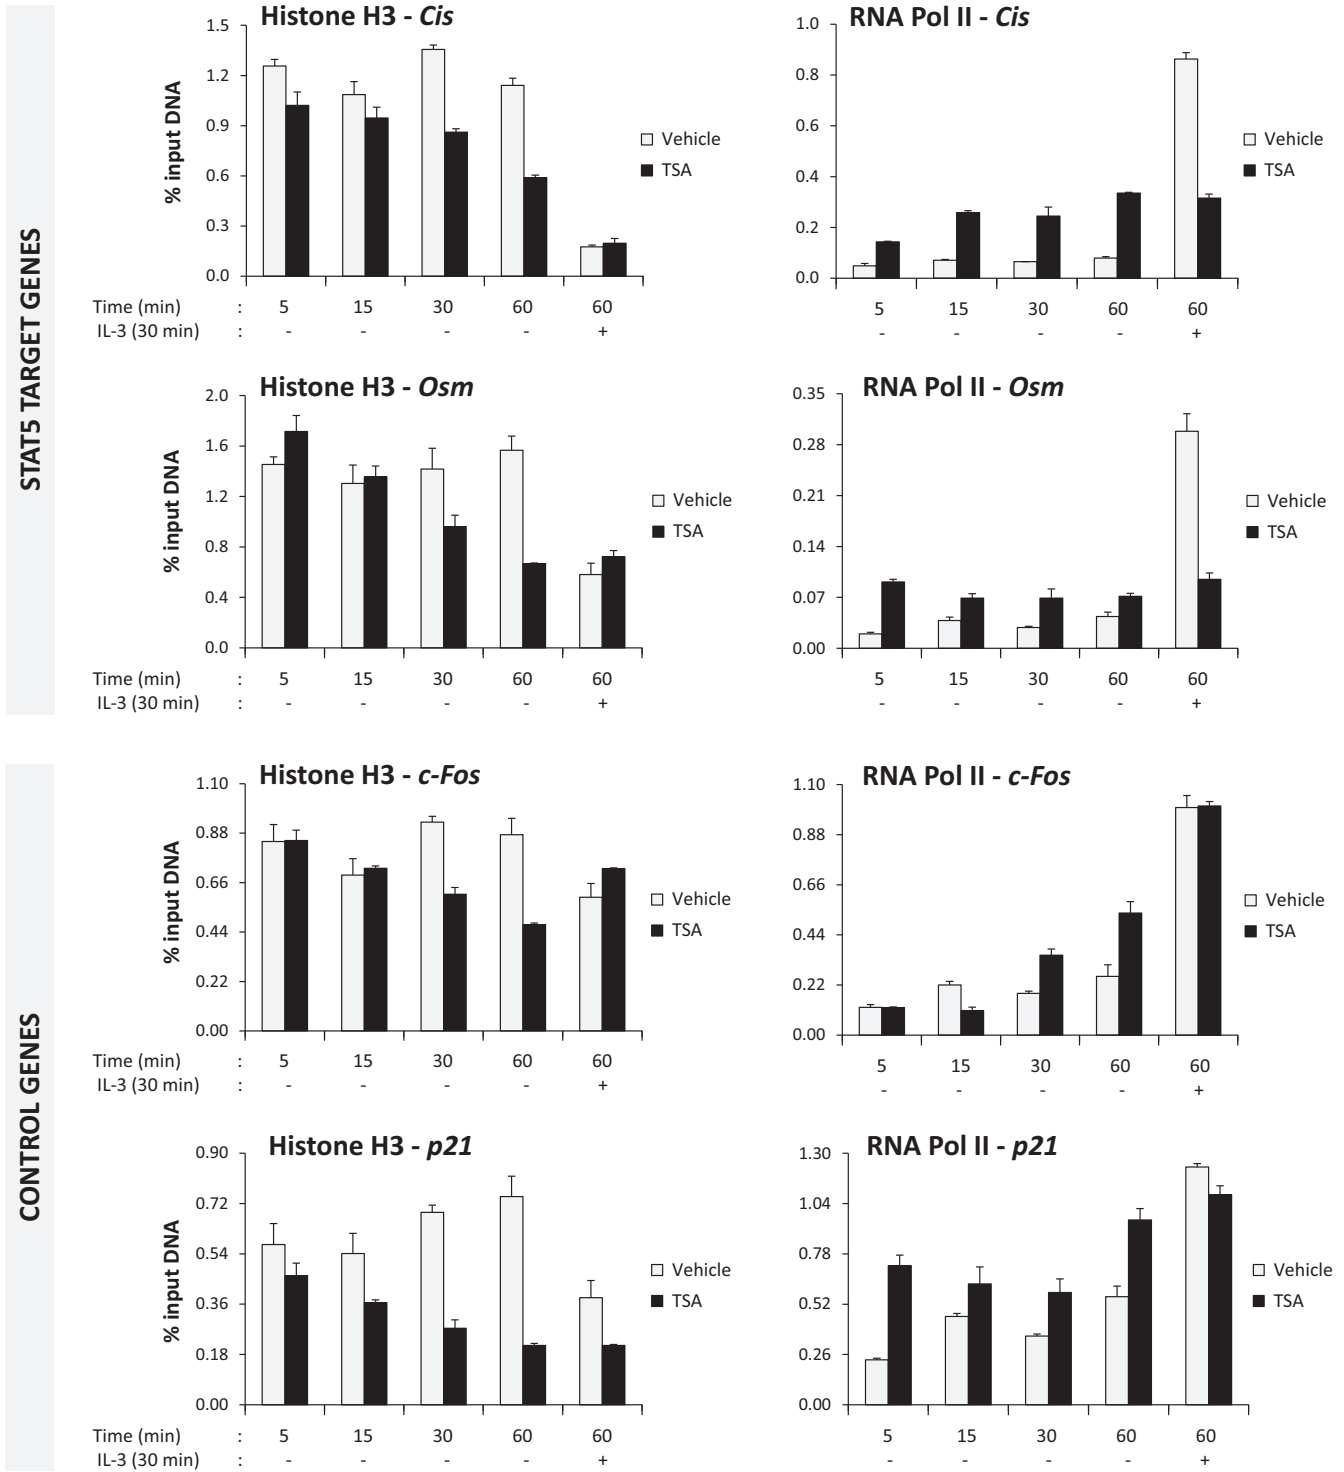 STAT5 TARGET GENES
Histone H3 - Cis
% input DNA
1.5
1.2
0.9
0.6
0.3
0.0
Vehicle
TSA
Time (min) : 5 15 30 60 60
IL-3 (30 min) : - - - - +
RNA Pol II - Cis
1.0
0.8
0.6
0.4
0.2
0.0
Vehicle
TSA
5 15 30 60 60
- - - - +
Histone H3 - Osm
% input DNA
2.0
1.6
1.2
0.8
0.4
0.0
Vehicle
TSA
Time (min) : 5 15 30 60 60
IL-3 (30 min) : - - - - +
RNA Pol II - Osm
0.35
0.28
0.21
0.14
0.07
0.00
Vehicle
TSA
5 15 30 60 60
- - - - +
CONTROL GENES
Histone H3 - c-Fos
% input DNA
1.10
0.88
0.66
0.44
0.22
0.00
Vehicle
TSA
Time (min) : 5 15 30 60 60
IL-3 (30 min) : - - - - +
RNA Pol II - c-Fos
1.10
0.88
0.66
0.44
0.22
0.00
Vehicle
TSA
5 15 30 60 60
- - - - +
Histone H3 - p21
% input DNA
0.90
0.72
0.54
0.36
0.18
0.00
Vehicle
TSA
Time (min) : 5 15 30 60 60
IL-3 (30 min) : - - - - +
RNA Pol II - p21
1.30
1.04
0.78
0.52
0.26
0.00
Vehicle
TSA
5 15 30 60 60
- - - - +